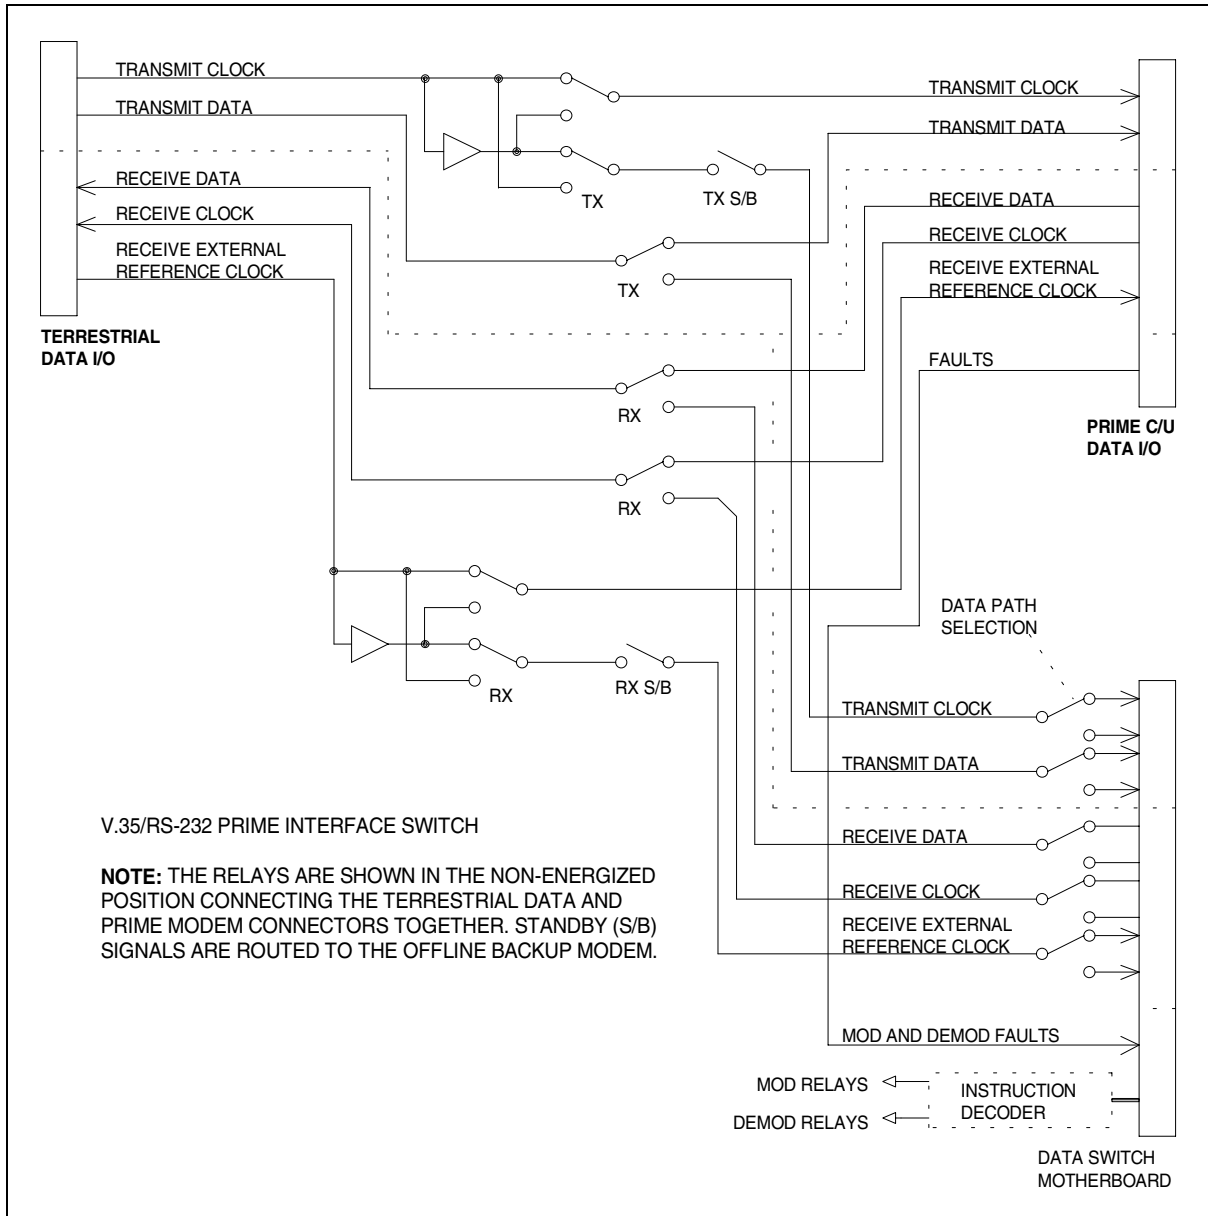 TRANSMIT CLOCK
TRANSMIT DATA
RECEIVE DATA
RECEIVE CLOCK
RECEIVE EXTERNAL
REFERENCE CLOCK
TERRESTRIAL
DATA I/O
TX
TX S/B
TX
RX
RX
TRANSMIT CLOCK
TRANSMIT DATA
RECEIVE DATA
RECEIVE CLOCK
RECEIVE EXTERNAL
REFERENCE CLOCK
FAULTS
PRIME C/U
DATA I/O
RX
RX S/B
DATA PATH
SELECTION
TRANSMIT CLOCK
TRANSMIT DATA
RECEIVE DATA
RECEIVE CLOCK
RECEIVE EXTERNAL
REFERENCE CLOCK
MOD AND DEMOD FAULTS
MOD RELAYS
DEMOD RELAYS
INSTRUCTION
DECODER
DATA SWITCH
MOTHERBOARD
V.35/RS-232 PRIME INTERFACE SWITCH
NOTE: THE RELAYS ARE SHOWN IN THE NON-ENERGIZED
POSITION CONNECTING THE TERRESTRIAL DATA AND
PRIME MODEM CONNECTORS TOGETHER. STANDBY (S/B)
SIGNALS ARE ROUTED TO THE OFFLINE BACKUP MODEM.